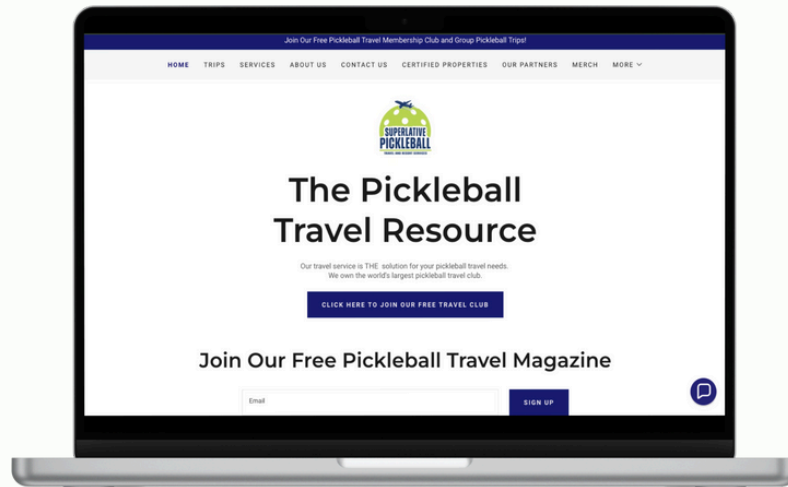 Join Our Free Pickleball Travel Membership Club and Group Pickleball Trips!
HOME TRIPS SERVICES ABOUT US CONTACT US CERTIFIED PROPERTIES OUR PARTNERS MERCH MORE
SUPERLATIVE
PICKLEBALL
The Pickleball
Travel Resource
Our travel service is THE solution for your pickleball travel needs.
We own the world's largest pickleball travel club.
CLICK HERE TO JOIN OUR FREE TRAVEL CLUB
Join Our Free Pickleball Travel Magazine
Email
SIGN UP